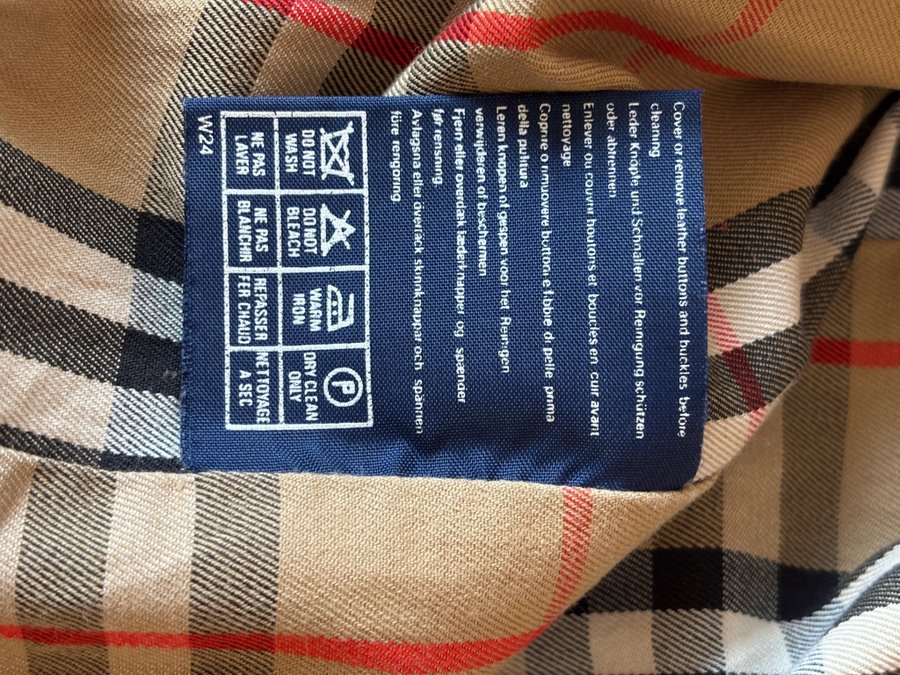 Cover or remove leather buttons and buckles before
cleaning
Leder Knöpfe und Schnallen vor Reinigung schützen
oder abtrennen
Enlever ou couvrir boutons et boucles en cuir avant
nettoyage
Coprire o rimuovere bottoni e fibbie di pelle prima
della pulitura
Leren knopen of gespen voor het Reinigen
verwijderen of beschermen
Fjern eller overdæk læderknapper og spænder
før rensning
Avlägsna eller övertäck skinnknappar och spännen
före rengöring
DO NOT WASH
DO NOT BLEACH
WARM IRON
P
DRY CLEAN ONLY
NE PAS LAVER
NE PAS BLANCHIR
REPASSER FER CHAUD
NETTOYAGE A SEC
W24